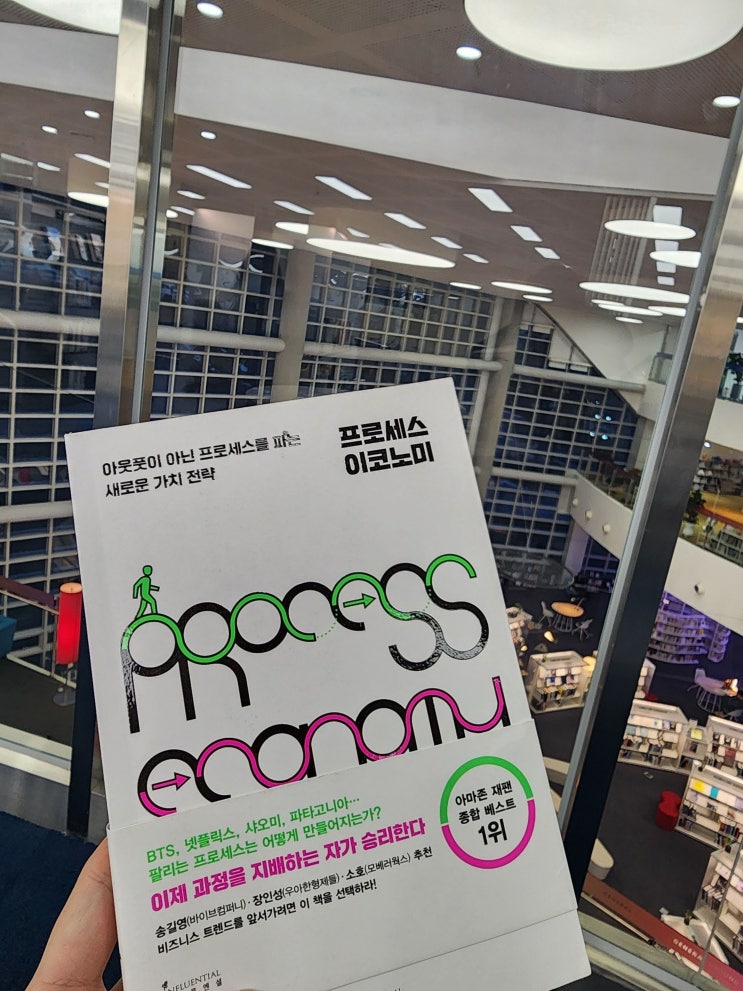 아웃풋이 아닌 프로세스를 파는
새로운 가치 전략
프로세스
이코노미
PROCESS
economy
BTS, 넷플릭스, 샤오미, 파타고니아…
팔리는 프로세스는 어떻게 만들어지는가?
이제 과정을 지배하는 자가 승리한다
송길영(바이브컴퍼니)·장인성(우아한형제들)·소호(모베러웍스) 추천
비즈니스 트렌드를 앞서가려면 이 책을 선택하라!
아마존 재팬
종합 베스트
1위
INFLUENTIAL